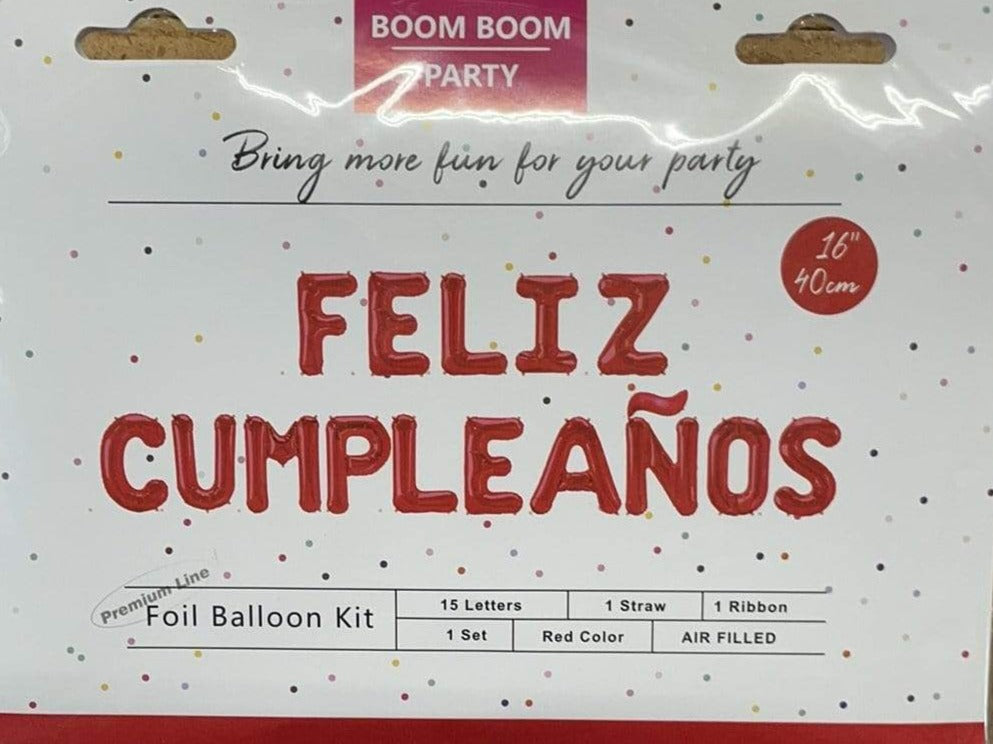 BOOM BOOM
PARTY
Bring more fun for your party
16"
40cm
FELIZ
CUMPLEAÑOS
Premium Line
Foil Balloon Kit
15 Letters
1 Straw
1 Ribbon
1 Set
Red Color
AIR FILLED